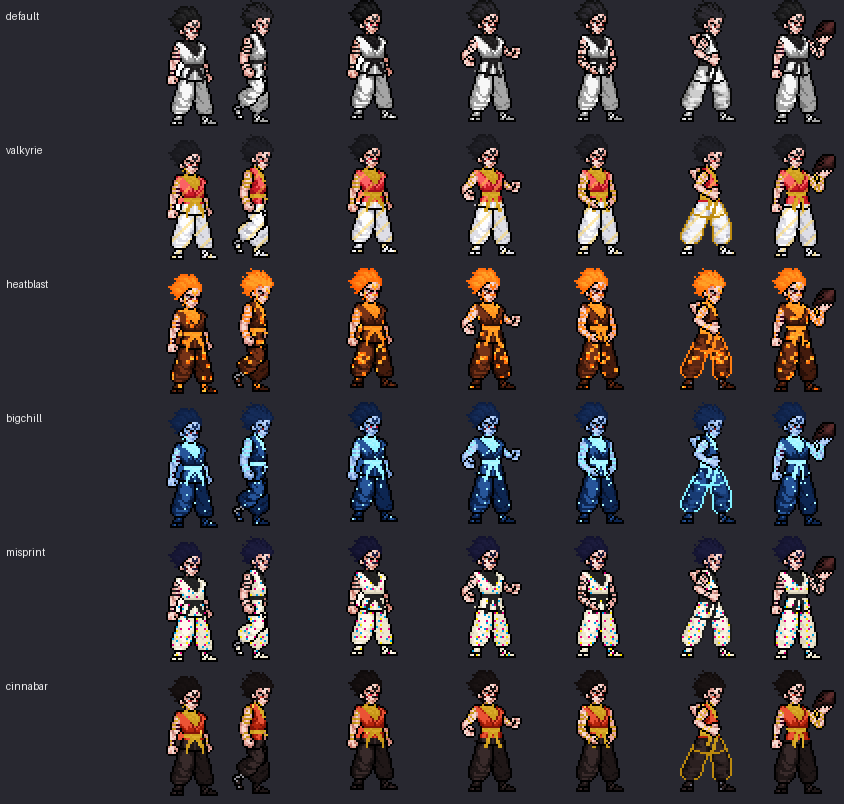 default
valkyrie
heatblast
bigchill
misprint
cinnabar